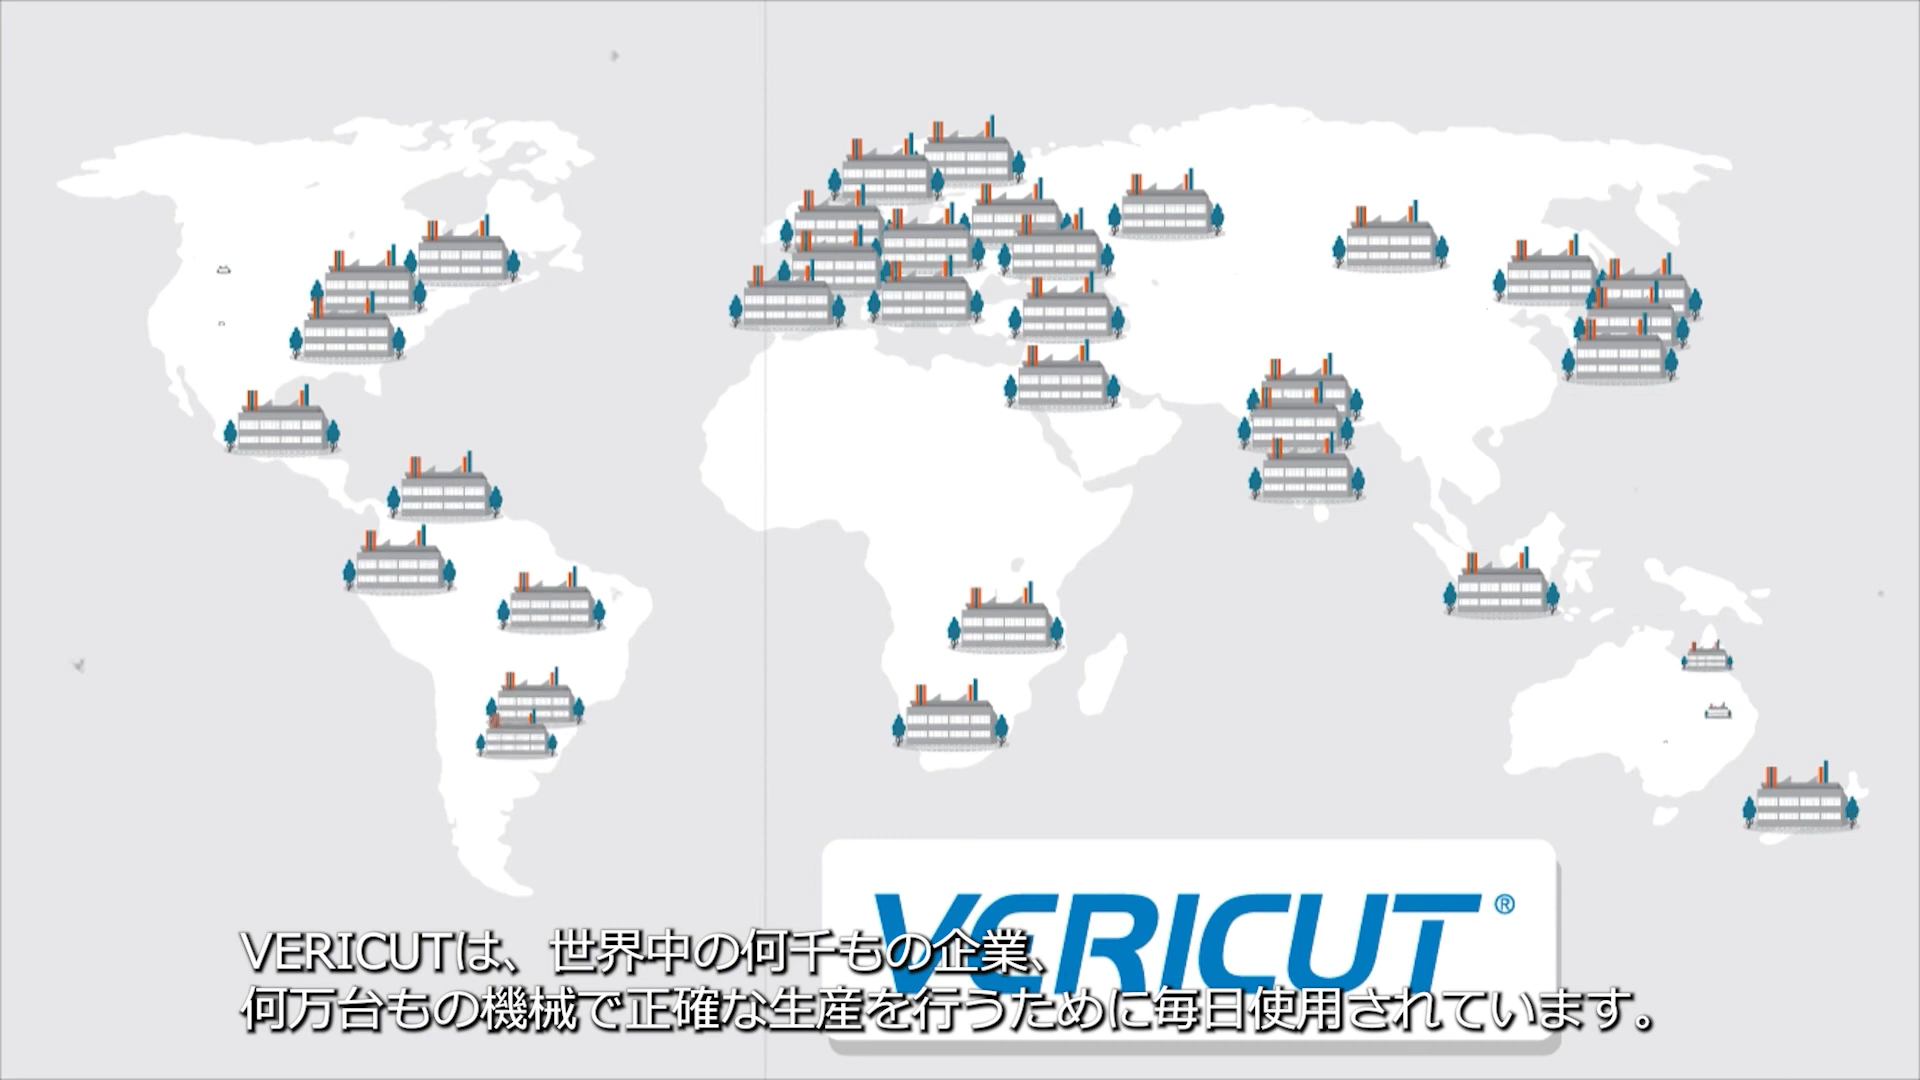 VERICUT®
VERICUTは、世界中の何千もの企業、
何万台もの機械で正確な生産を行うために毎日使用されています。